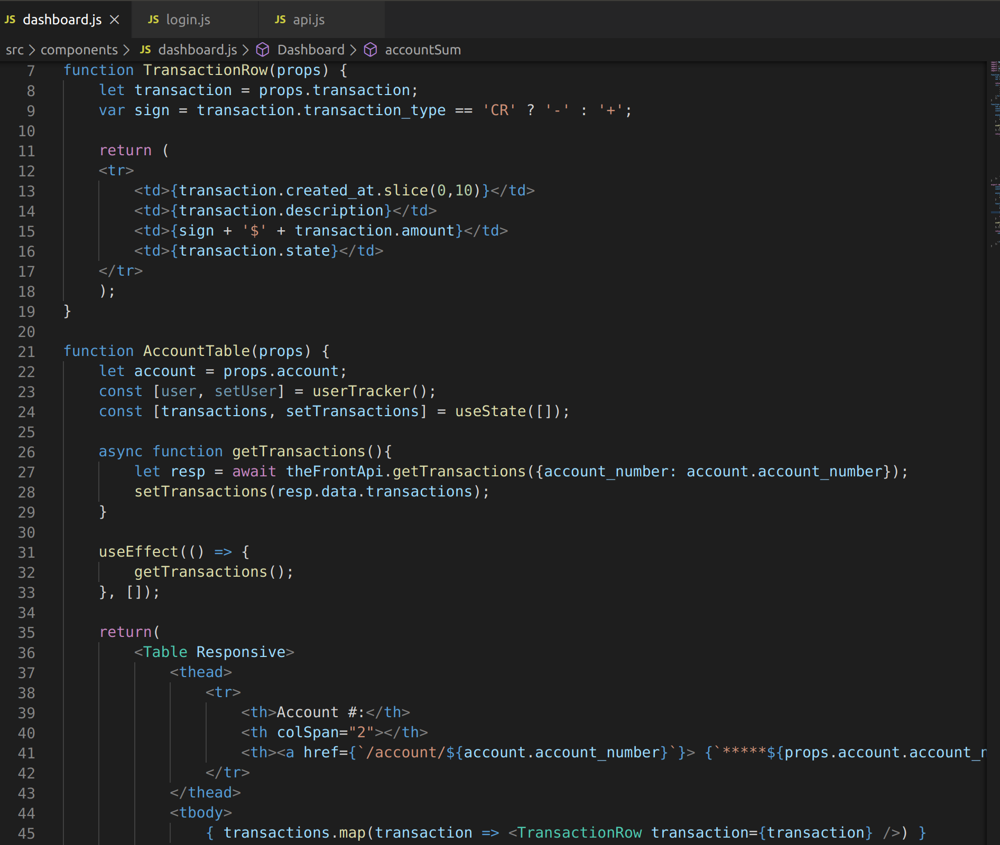 JS dashboard.js × JS login.js JS api.js
src > components > JS dashboard.js > Dashboard > accountSum
7 function TransactionRow(props) {
8 let transaction = props.transaction;
9 var sign = transaction.transaction_type == 'CR' ? '-' : '+';
10
11 return (
12 <tr>
13 <td>{transaction.created_at.slice(0,10)}</td>
14 <td>{transaction.description}</td>
15 <td>{sign + '$' + transaction.amount}</td>
16 <td>{transaction.state}</td>
17 </tr>
18 );
19 }
20
21 function AccountTable(props) {
22 let account = props.account;
23 const [user, setUser] = userTracker();
24 const [transactions, setTransactions] = useState([]);
25
26 async function getTransactions(){
27 let resp = await theFrontApi.getTransactions({account_number: account.account_number});
28 setTransactions(resp.data.transactions);
29 }
30
31 useEffect(() => {
32 getTransactions();
33 }, []);
34
35 return(
36 <Table Responsive>
37 <thead>
38 <tr>
39 <th>Account #:</th>
40 <th colSpan="2"></th>
41 <th><a href={`/account/${account.account_number}`}> {`*****${props.account.account_n
42 </tr>
43 </thead>
44 <tbody>
45 { transactions.map(transaction => <TransactionRow transaction={transaction} />) }